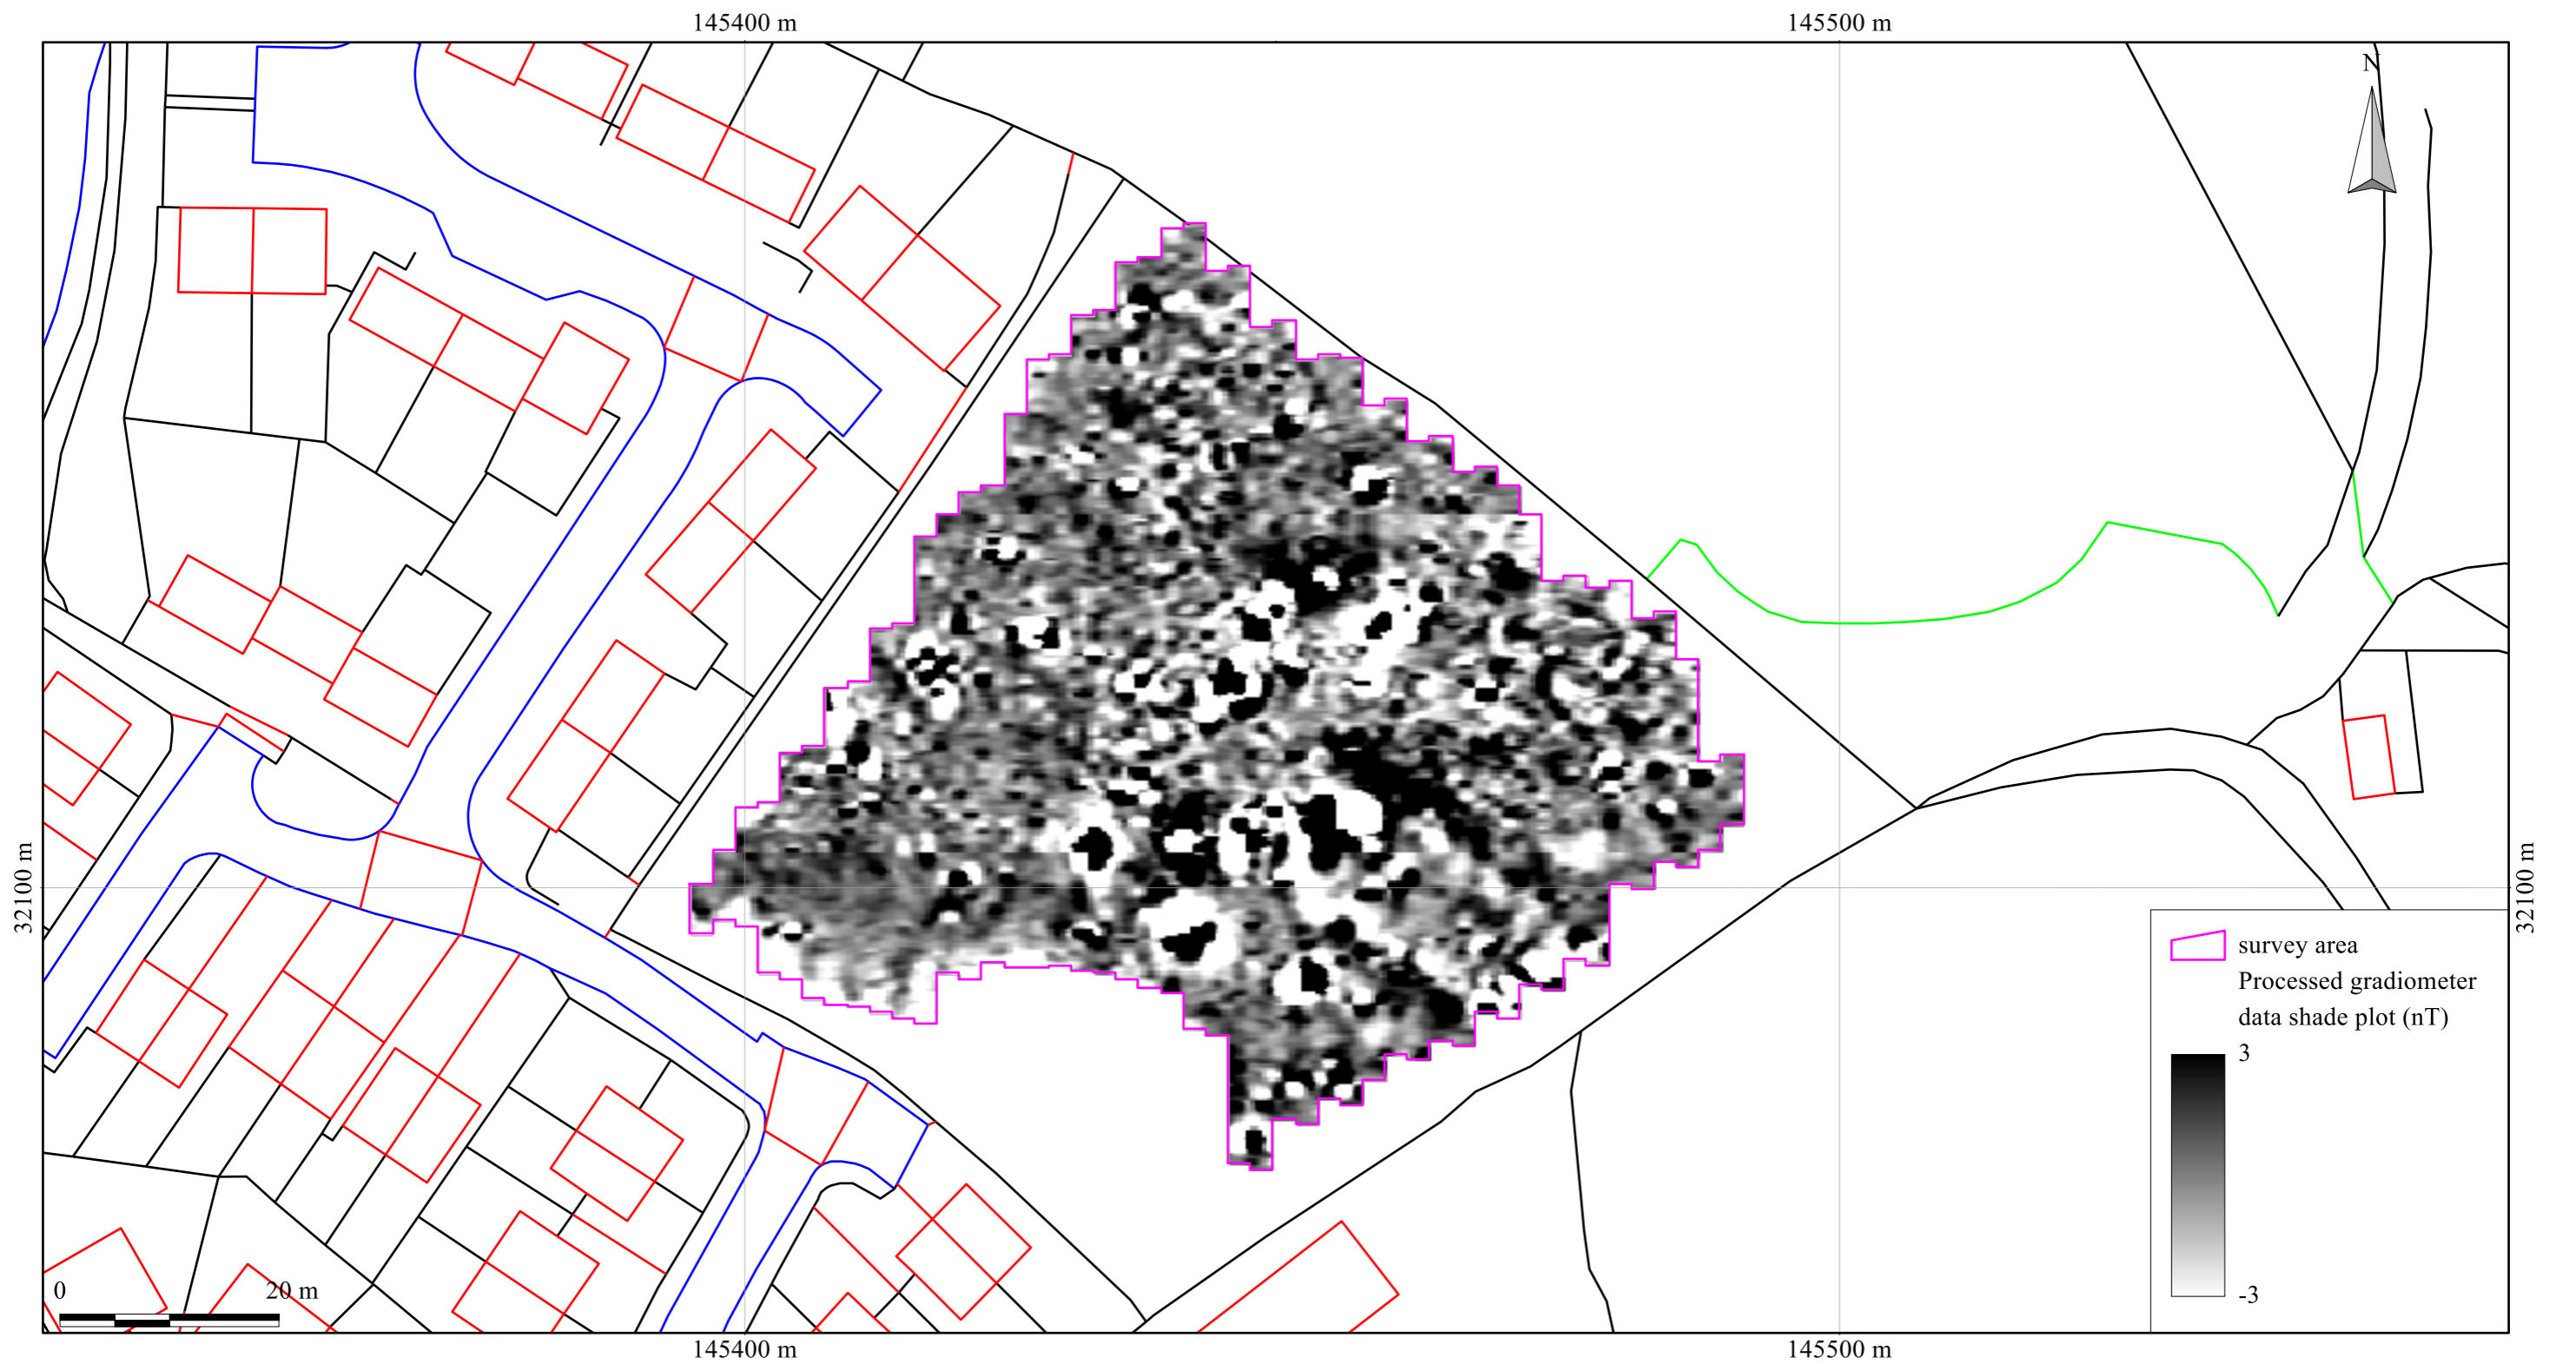 145400 m
145500 m
N
32100 m
32100 m
survey area
Processed gradiometer
data shade plot (nT)
3
-3
0
20 m
145400 m
145500 m